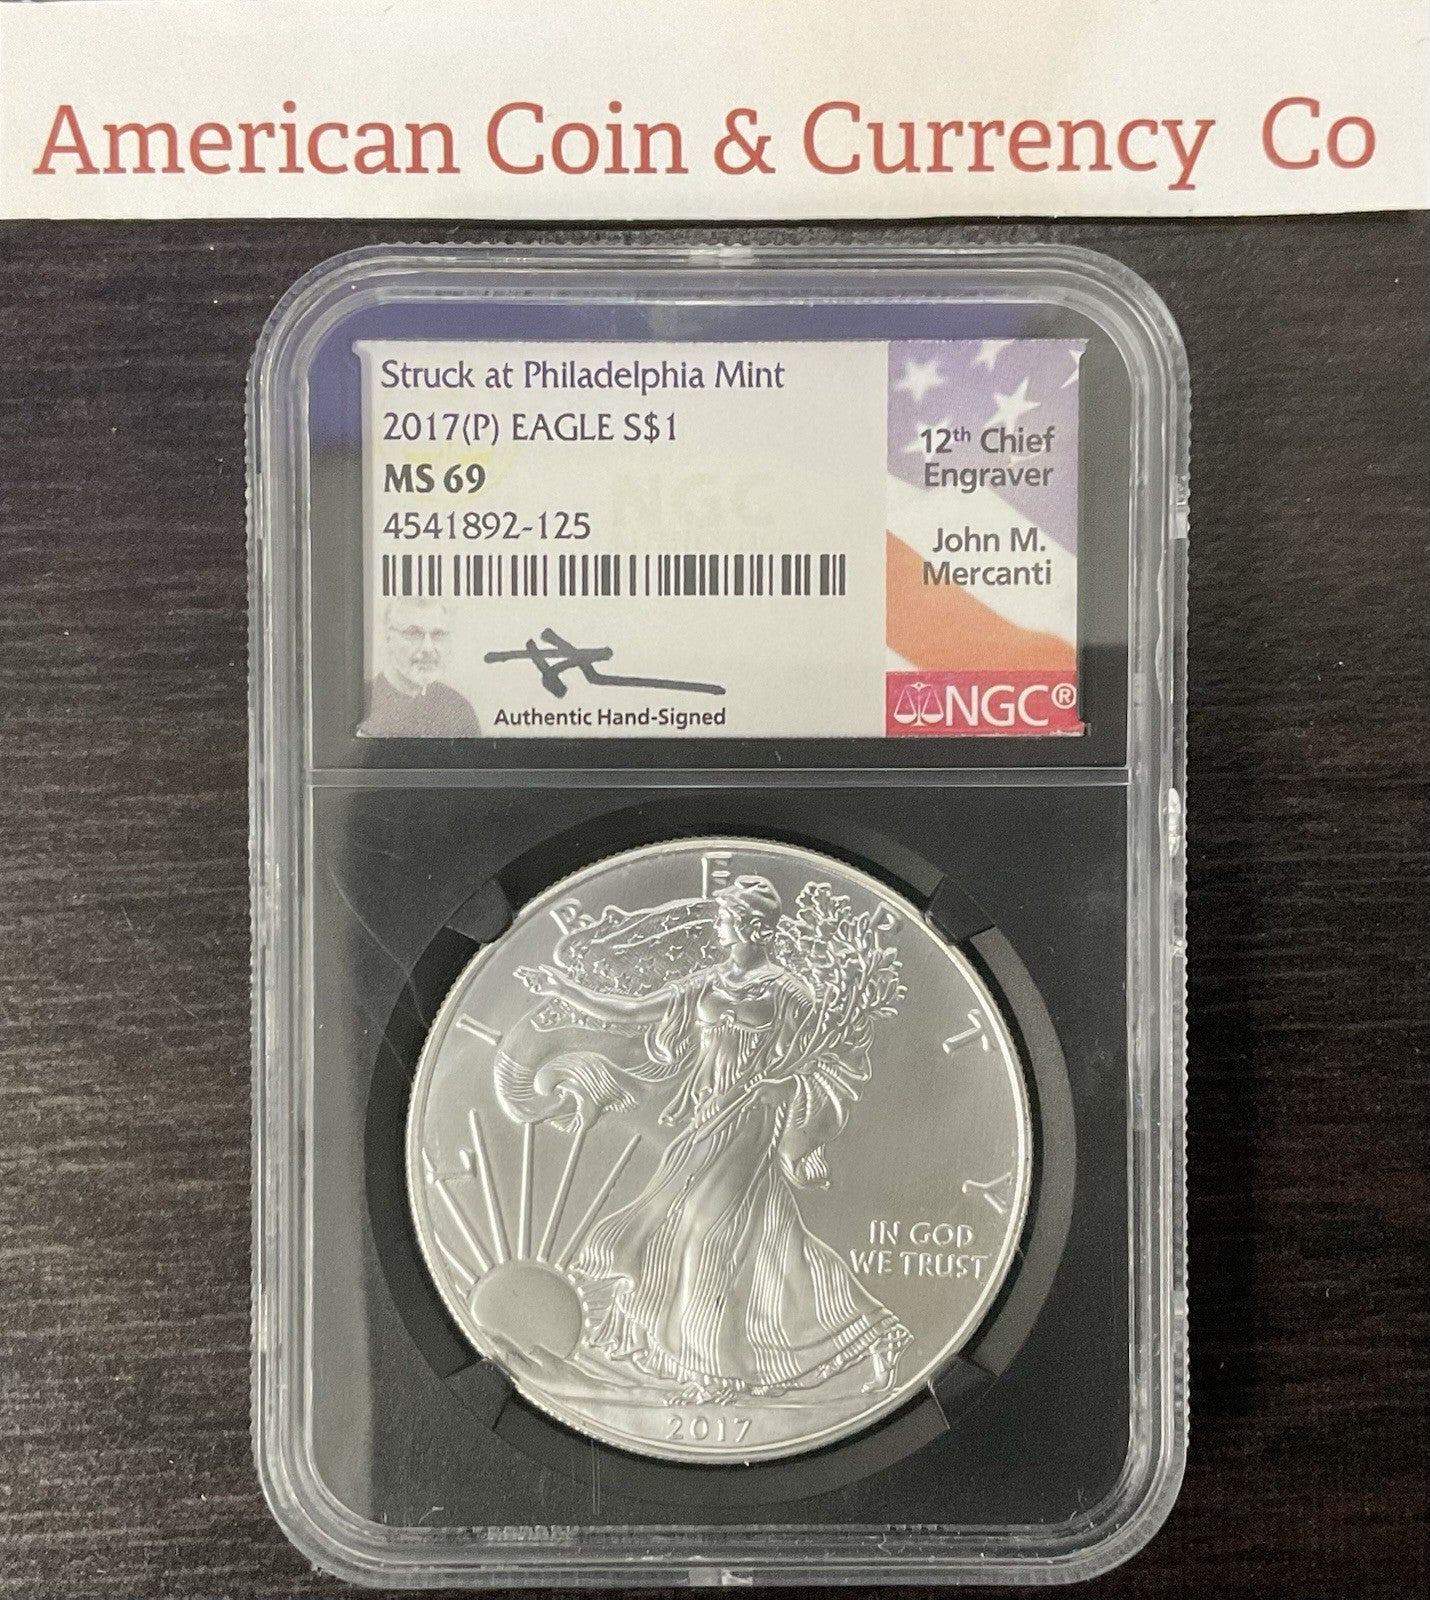 American Coin & Currency Co
Struck at Philadelphia Mint
2017(P) EAGLE S$1
MS 69
4541892-125
NGC
Authentic Hand-Signed
12th Chief
Engraver
John M.
Mercanti
NGC®
LIBERTY
IN GOD
WE TRUST
2017